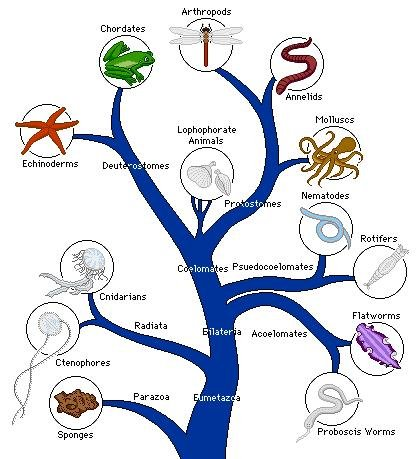 Arthropods
Chordates
Annelids
Lophophorate
Animals
Molluscs
Echinoderms
Deuterostomes
Protostomes
Nematodes
Rotifers
Coelomates
Psuedocoelomates
Cnidarians
Flatworms
Radiata
Bilateria
Acoelomates
Ctenophores
Parazoa
Eumetazoa
Sponges
Proboscis Worms